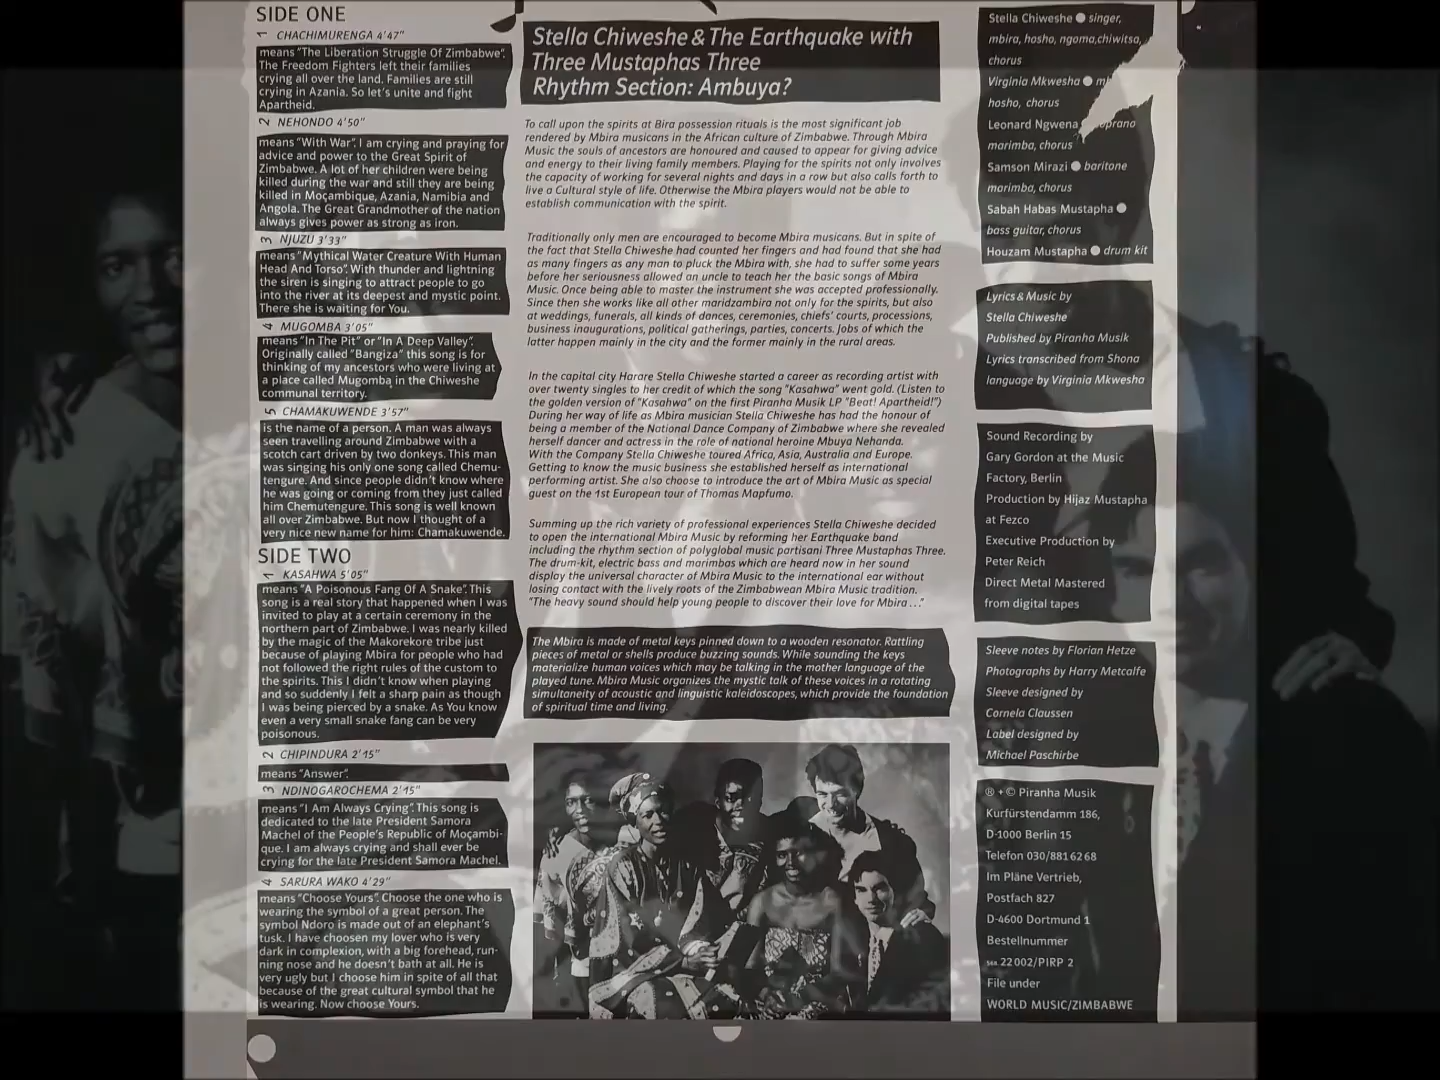 SIDE ONE
1 CHACHIMURENGA 4'47"
means "The Liberation Struggle Of Zimbabwe".
The Freedom Fighters left their families
crying all over the land. Families are still
crying in Azania. So let's unite and fight
Apartheid.
2 NEHONDO 4'50"
means "With War". I am crying and praying for
advice and power to the Great Spirit of
Zimbabwe. A lot of her children were being
killed during the war and still they are being
killed in Moçambique, Azania, Namibia and
Angola. The Great Grandmother of the nation
always gives power as strong as iron.
3 NJUZU 3'33"
means "Mythical Water Creature With Human
Head And Torso". With thunder and lightning
the siren is singing to attract people to go
into the river at its deepest and mystic point.
There she is waiting for You.
4 MUGOMBA 3'05"
means "In The Pit" or "In A Deep Valley".
Originally called "Bangiza" this song is for
thinking of my ancestors who were living at
a place called Mugomba in the Chiweshe
communal territory.
5 CHAMAKUWENDE 3'57"
is the name of a person. A man was always
seen travelling around Zimbabwe with a
scotch cart driven by two donkeys. This man
was singing his only one song called Chemu-
tengure. And since people didn't know where
he was going or coming from they just called
him Chemutengure. This song is well known
all over Zimbabwe. But now I thought of a
very nice new name for him: Chamakuwende.
SIDE TWO
1 KASAHWA 5'05"
means "A Poisonous Fang Of A Snake". This
song is a real story that happened when I was
invited to play at a certain ceremony in the
northern part of Zimbabwe. I was nearly killed
by the magic of the Makorekore tribe just
because of playing Mbira for people who had
not followed the right rules of the custom to
the spirits. This I didn't know when playing
and so suddenly I felt a sharp pain as though
I was being pierced by a snake. As You know
even a very small snake fang can be very
poisonous.
2 CHIPINDURA 2'15"
means "Answer".
3 NDINOGAROCHEMA 2'15"
means "I Am Always Crying". This song is
dedicated to the late President Samora
Machel of the People's Republic of Moçambi-
que. I am always crying and shall ever be
crying for the late President Samora Machel.
4 SARURA WAKO 4'29"
means "Choose Yours". Choose the one who is
wearing the symbol of a great person. The
symbol Ndoro is made out of an elephant's
tusk. I have choosen my lover who is very
dark in complexion, with a big forehead, run-
ning nose and he doesn't bath at all. He is
very ugly but I choose him in spite of all that
because of the great cultural symbol that he
is wearing. Now choose Yours.
Stella Chiweshe & The Earthquake with
Three Mustaphas Three
Rhythm Section: Ambuya?
To call upon the spirits at Bira possession rituals is the most significant job
rendered by Mbira musicans in the African culture of Zimbabwe. Through Mbira
Music the souls of ancestors are honoured and caused to appear for giving advice
and energy to their living family members. Playing for the spirits not only involves
the capacity of working for several nights and days in a row but also calls forth to
live a Cultural style of life. Otherwise the Mbira players would not be able to
establish communication with the spirit.
Traditionally only men are encouraged to become Mbira musicans. But in spite of
the fact that Stella Chiweshe had counted her fingers and had found that she had
as many fingers as any man to pluck the Mbira with, she had to suffer some years
before her seriousness allowed an uncle to teach her the basic songs of Mbira
Music. Once being able to master the instrument she was accepted professionally.
Since then she works like all other maridzambira not only for the spirits, but also
at weddings, funerals, all kinds of dances, ceremonies, chiefs' courts, processions,
business inaugurations, political gatherings, parties, concerts. Jobs of which the
latter happen mainly in the city and the former mainly in the rural areas.
In the capital city Harare Stella Chiweshe started a career as recording artist with
over twenty singles to her credit of which the song "Kasahwa" went gold. (Listen to
the golden version of "Kasahwa" on the first Piranha Musik LP "Beat! Apartheid!")
During her way of life as Mbira musician Stella Chiweshe has had the honour of
being a member of the National Dance Company of Zimbabwe where she revealed
herself dancer and actress in the role of national heroine Mbuya Nehanda.
With the Company Stella Chiweshe toured Africa, Asia, Australia and Europe.
Getting to know the music business she established herself as international
performing artist. She also choose to introduce the art of Mbira Music as special
guest on the 1st European tour of Thomas Mapfumo.
Summing up the rich variety of professional experiences Stella Chiweshe decided
to open the international Mbira Music by reforming her Earthquake band
including the rhythm section of polyglobal music partisani Three Mustaphas Three.
The drum-kit, electric bass and marimbas which are heard now in her sound
display the universal character of Mbira Music to the international ear without
losing contact with the lively roots of the Zimbabwean Mbira Music tradition.
"The heavy sound should help young people to discover their love for Mbira..."
The Mbira is made of metal keys pinned down to a wooden resonator. Rattling
pieces of metal or shells produce buzzing sounds. While sounding the keys
materialize human voices which may be talking in the mother language of the
played tune. Mbira Music organizes the mystic talk of these voices in a rotating
simultaneity of acoustic and linguistic kaleidoscopes, which provide the foundation
of spiritual time and living.
Stella Chiweshe ● singer,
mbira, hosho, ngoma, chiwitsa,
chorus
Virginia Mkwesha ●
hosho, chorus
Leonard Ngwena
marimba, chorus
Samson Mirazi ● baritone
marimba, chorus
Sabah Habas Mustapha ●
bass guitar, chorus
Houzam Mustapha ● drum kit
Lyrics & Music by
Stella Chiweshe
Published by Piranha Musik
Lyrics transcribed from Shona
language by Virginia Mkwesha
Sound Recording by
Gary Gordon at the Music
Factory, Berlin
Production by Hijaz Mustapha
at Fezco
Executive Production by
Peter Reich
Direct Metal Mastered
from digital tapes
Sleeve notes by Florian Hetze
Photographs by Harry Metcalfe
Sleeve designed by
Cornela Claussen
Label designed by
Michael Paschirbe
℗ + © Piranha Musik
Kurfürstendamm 186,
D-1000 Berlin 15
Telefon 030/8816268
Im Pläne Vertrieb,
Postfach 827
D-4600 Dortmund 1
Bestellnummer
22002/PIRP 2
File under
WORLD MUSIC/ZIMBABWE